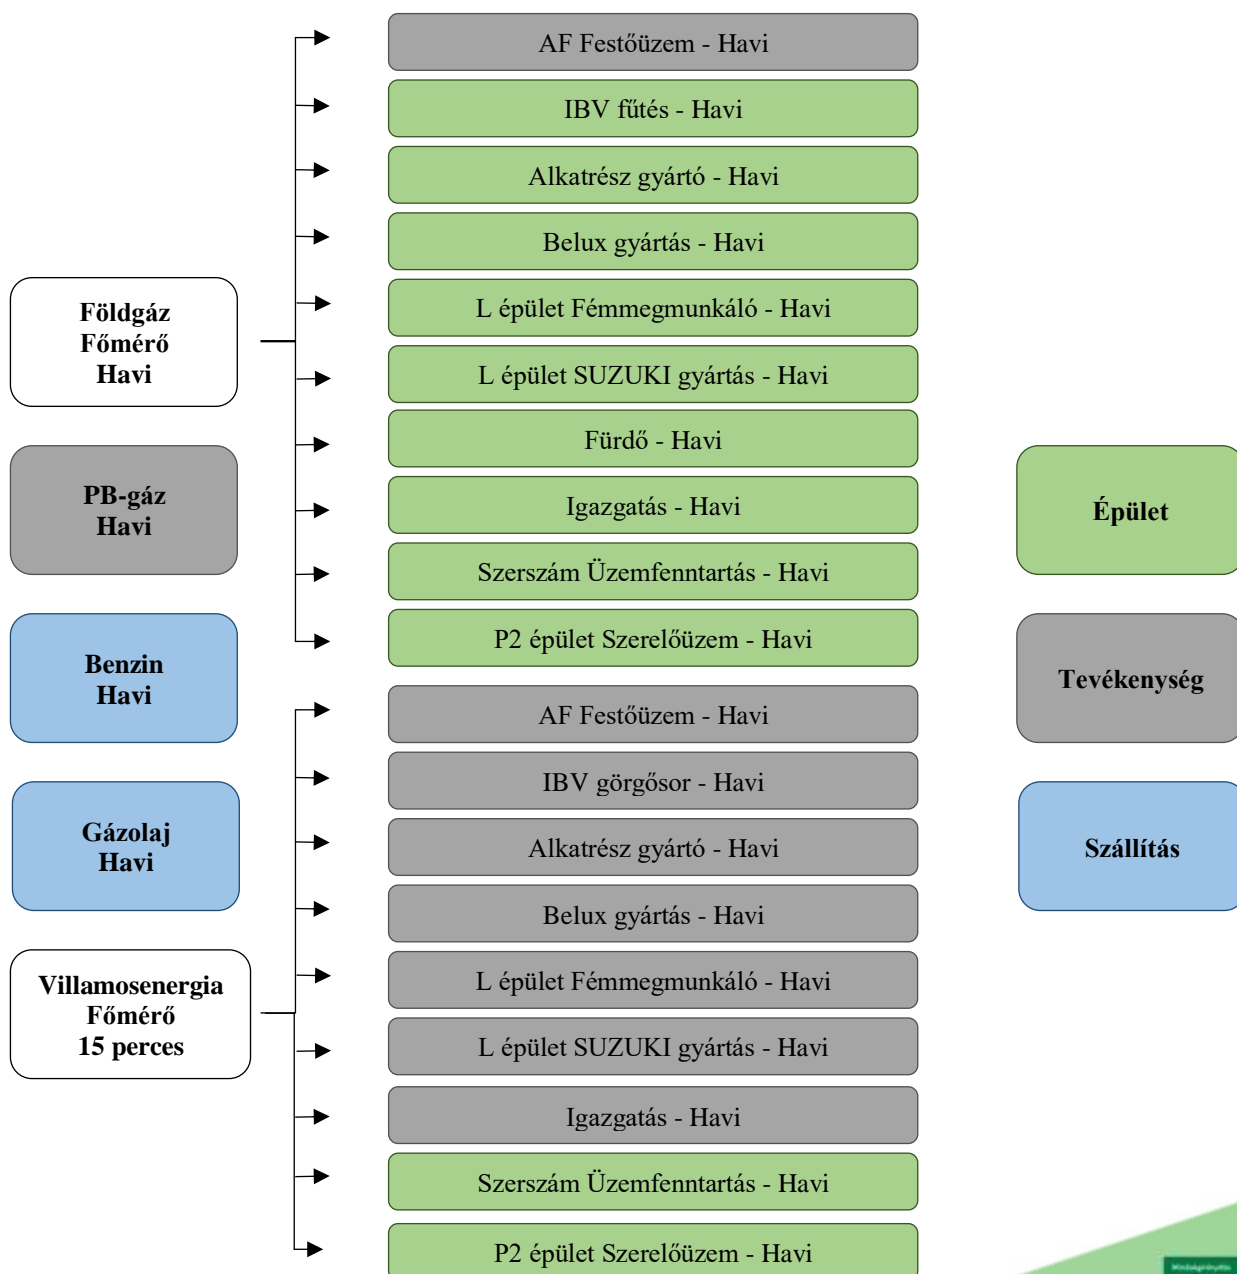 AF Festőüzem - Havi
IBV fűtés - Havi
Alkatrész gyártó - Havi
Belux gyártás - Havi
L épület Fémmegmunkáló - Havi
L épület SUZUKI gyártás - Havi
Fürdő - Havi
Igazgatás - Havi
Szerszám Üzemfenntartás - Havi
P2 épület Szerelőüzem - Havi
Földgáz
Főmérő
Havi
PB-gáz
Havi
Benzin
Havi
Gázolaj
Havi
Villamosenergia
Főmérő
15 perces
AF Festőüzem - Havi
IBV görgősor - Havi
Alkatrész gyártó - Havi
Belux gyártás - Havi
L épület Fémmegmunkáló - Havi
L épület SUZUKI gyártás - Havi
Igazgatás - Havi
Szerszám Üzemfenntartás - Havi
P2 épület Szerelőüzem - Havi
Épület
Tevékenység
Szállítás